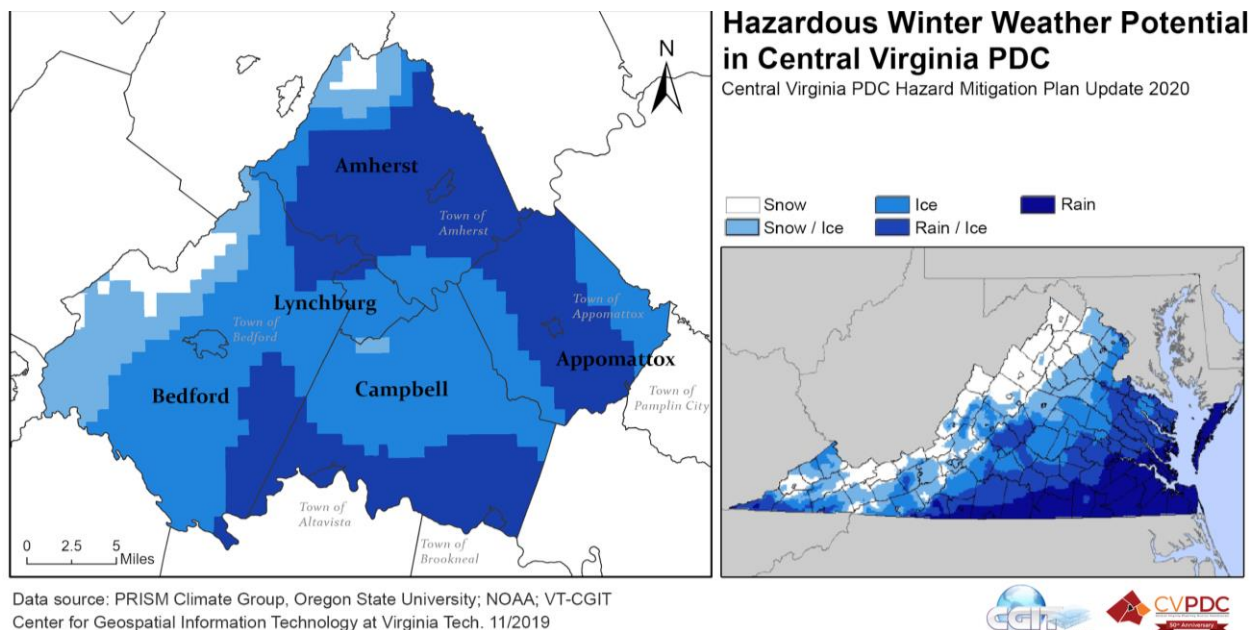 Hazardous Winter Weather Potential
in Central Virginia PDC
Central Virginia PDC Hazard Mitigation Plan Update 2020
N
Amherst
Town of
Amherst
Lynchburg
Town of
Bedford
Town of
Appomattox
Appomattox
Bedford
Campbell
Town of
Pamplin City
Town of
Altavista
Town of
Brookneal
0 2.5 5
Miles
Snow
Ice
Rain
Snow / Ice
Rain / Ice
Data source: PRISM Climate Group, Oregon State University; NOAA; VT-CGIT
Center for Geospatial Information Technology at Virginia Tech. 11/2019
CGIT
CVPDC
50th Anniversary